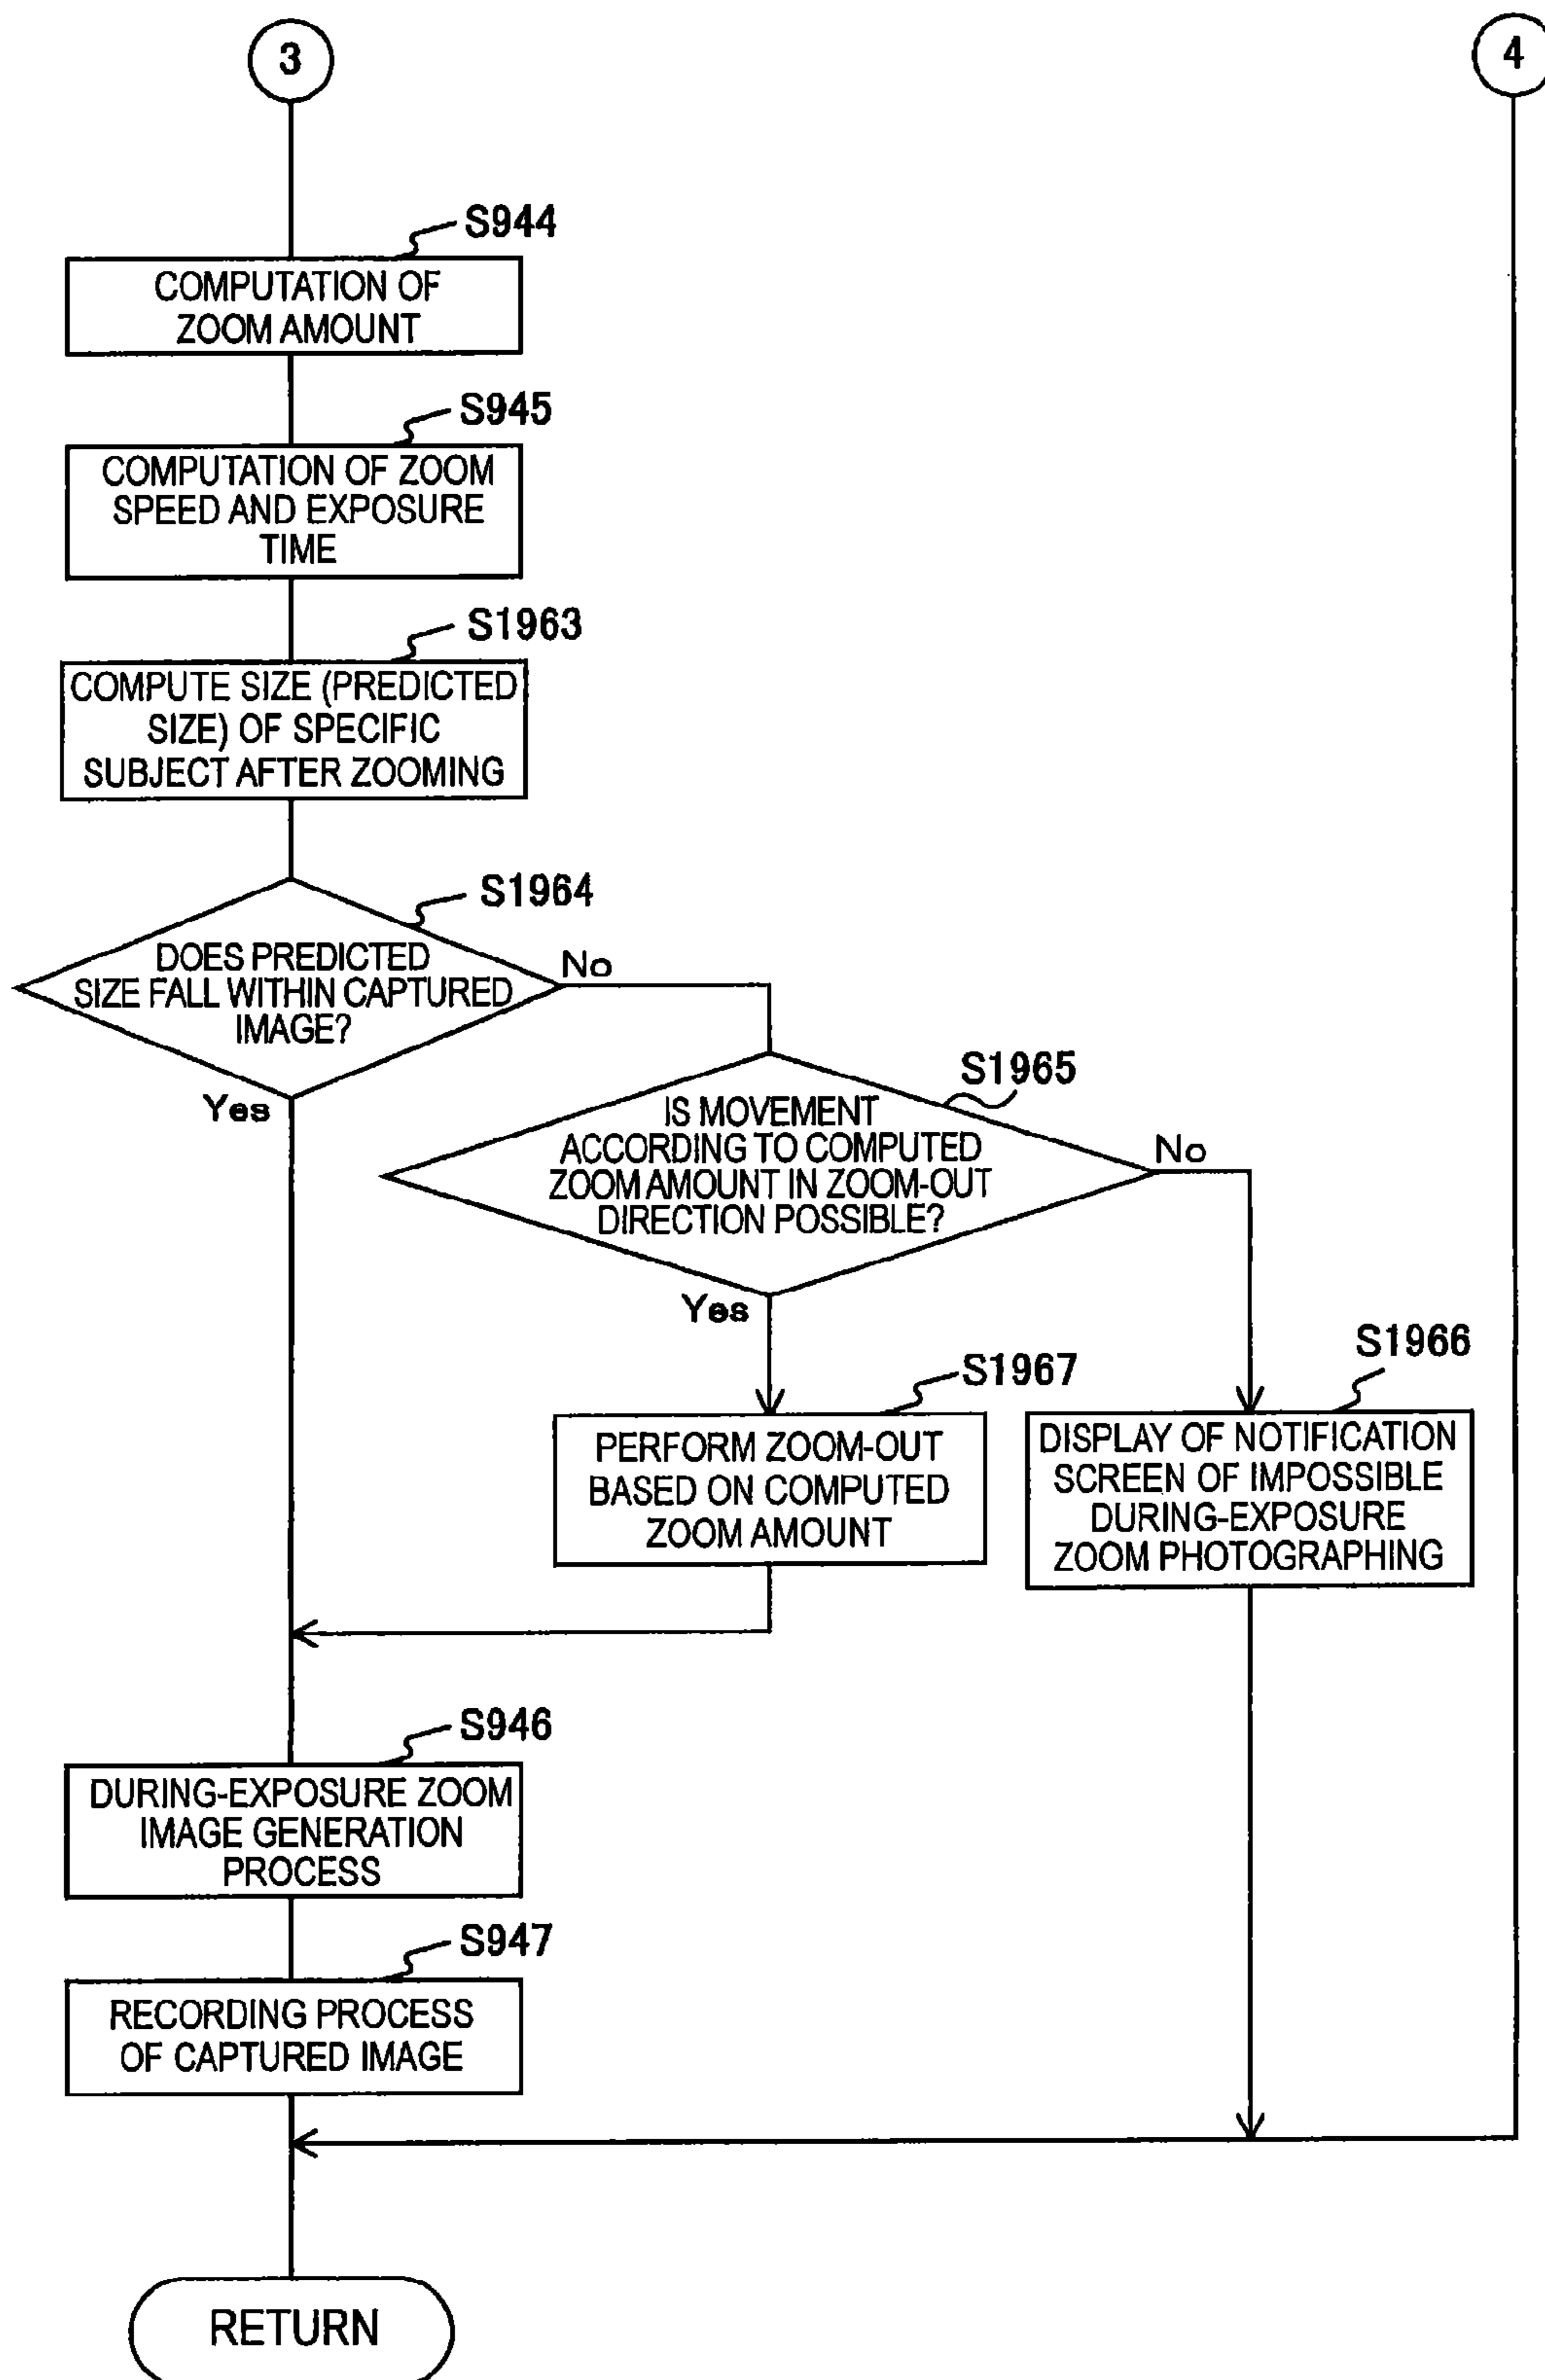 3
4
S944
COMPUTATION OF
ZOOM AMOUNT
S945
COMPUTATION OF ZOOM
SPEED AND EXPOSURE
TIME
S1963
COMPUTE SIZE (PREDICTED
SIZE) OF SPECIFIC
SUBJECT AFTER ZOOMING
S1964
DOES PREDICTED
SIZE FALL WITHIN CAPTURED
IMAGE?
No
Yes
S1965
IS MOVEMENT
ACCORDING TO COMPUTED
ZOOM AMOUNT IN ZOOM-OUT
DIRECTION POSSIBLE?
No
Yes
S1967
PERFORM ZOOM-OUT
BASED ON COMPUTED
ZOOM AMOUNT
S1966
DISPLAY OF NOTIFICATION
SCREEN OF IMPOSSIBLE
DURING-EXPOSURE
ZOOM PHOTOGRAPHING
S946
DURING-EXPOSURE ZOOM
IMAGE GENERATION
PROCESS
S947
RECORDING PROCESS
OF CAPTURED IMAGE
RETURN